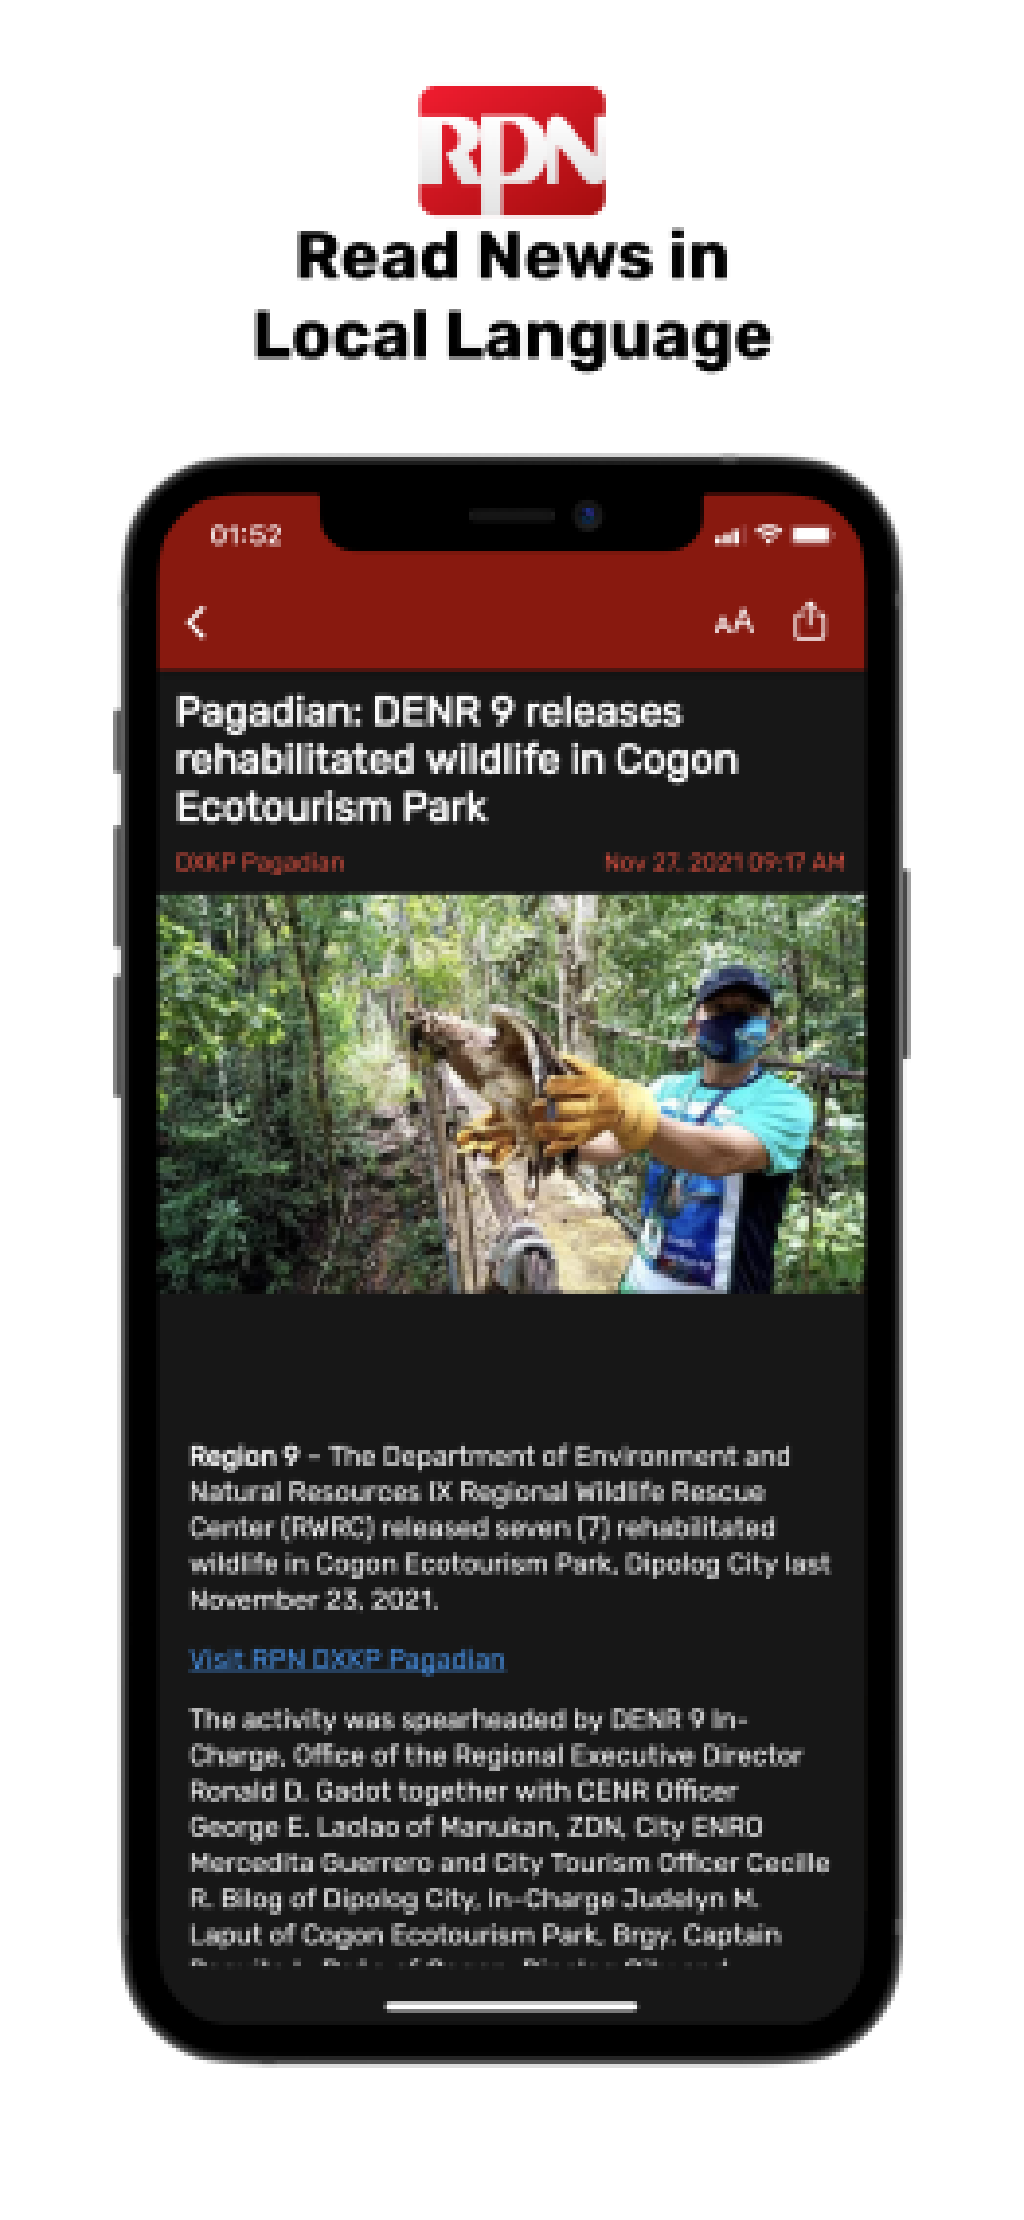 RPN
Read News in
Local Language
01:52
AA
Pagadian: DENR 9 releases
rehabilitated wildlife in Cogon
Ecotourism Park
DXKP Pagadian
Nov 27, 2021 09:17 AM
Region 9 - The Department of Environment and
Natural Resources IX Regional Wildlife Rescue
Center (RWRC) released seven (7) rehabilitated
wildlife in Cogon Ecotourism Park, Dipolog City last
November 23, 2021.
Visit RPN DXKP Pagadian
The activity was spearheaded by DENR 9 In-
Charge, Office of the Regional Executive Director
Ronald D. Gadot together with CENR Officer
George E. Laolao of Manukan, ZDN, City ENRO
Mercedita Guerrero and City Tourism Officer Cecille
R. Bilog of Dipolog City, In-Charge Judelyn M.
Laput of Cogon Ecotourism Park, Brgy. Captain